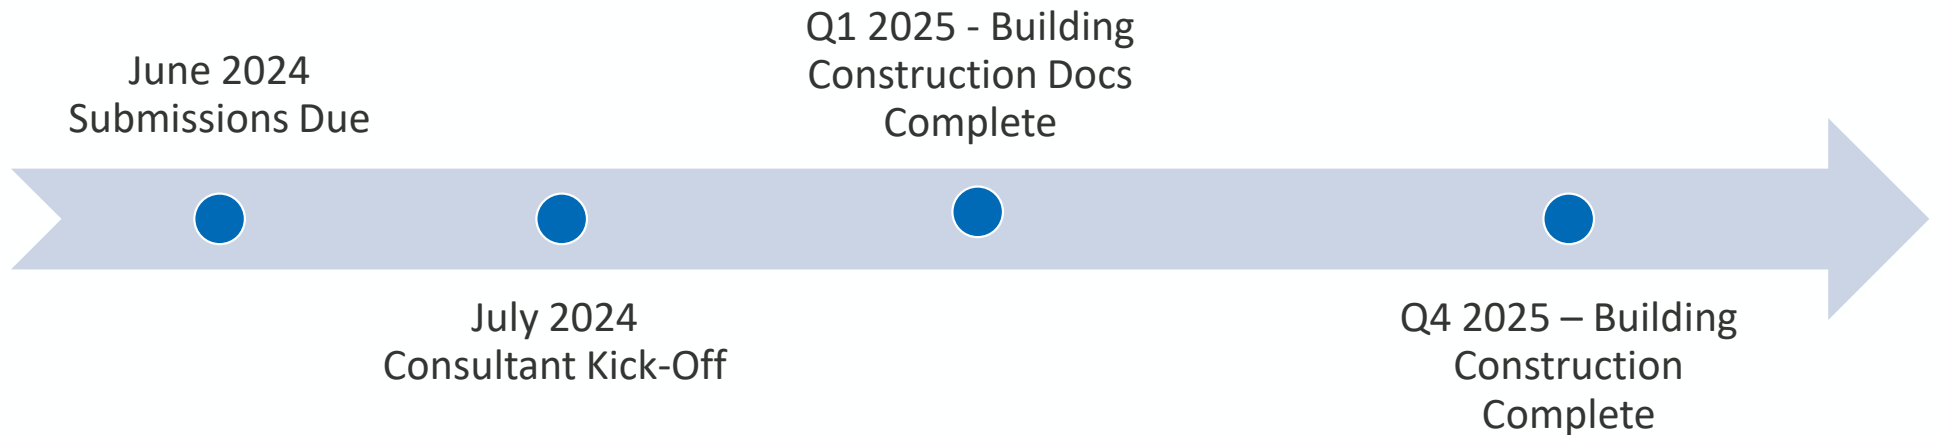 June 2024
Submissions Due
July 2024
Consultant Kick-Off
Q1 2025 - Building
Construction Docs
Complete
Q4 2025 – Building
Construction
Complete